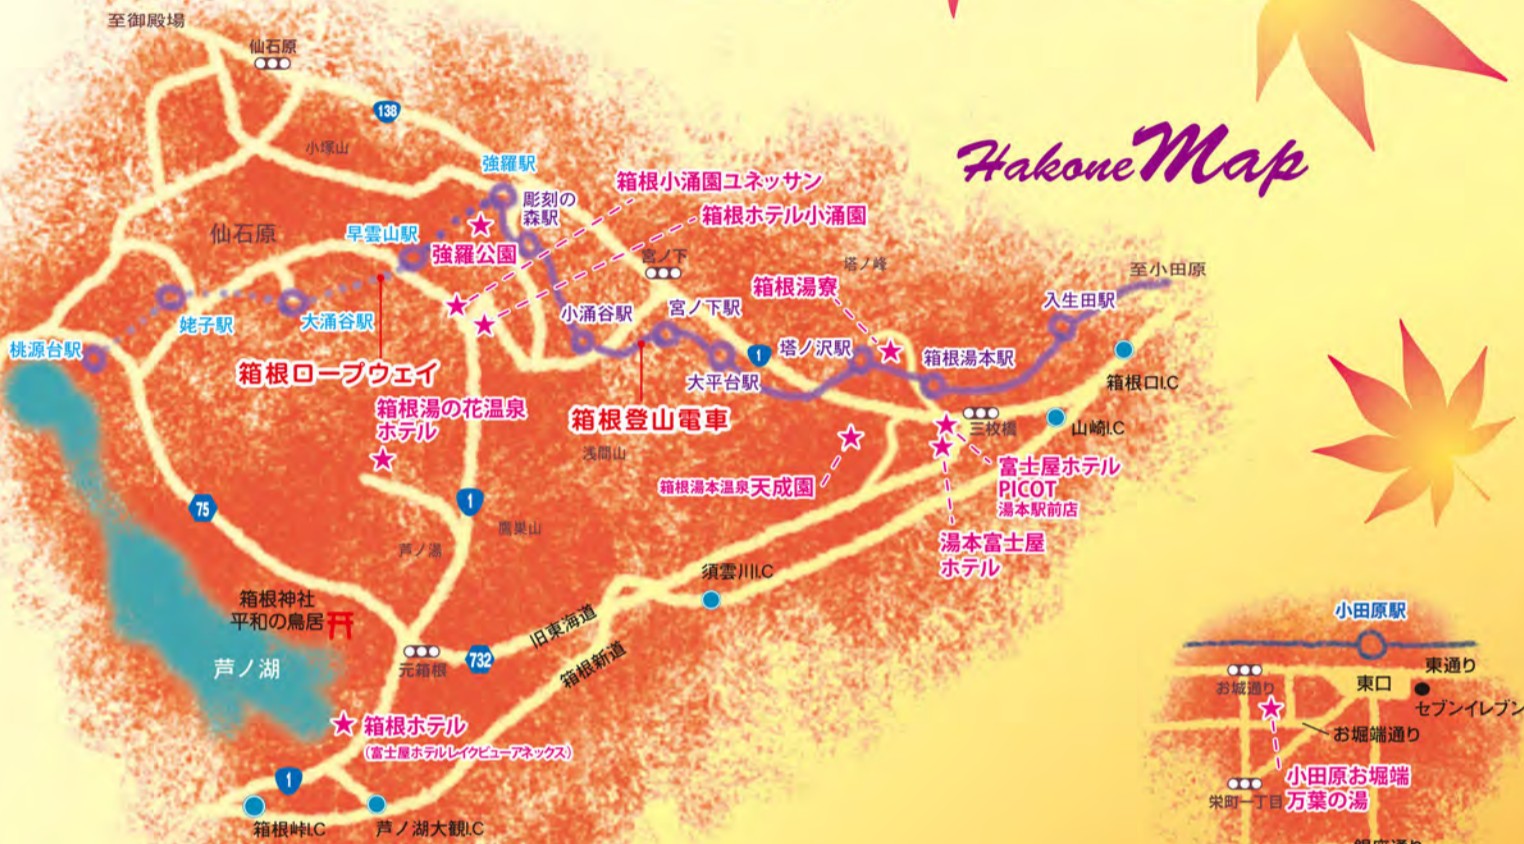 至御殿場
仙石原
138
小塚山
Hakone Map
強羅駅
彫刻の
森駅
箱根小涌園ユネッサン
箱根ホテル小涌園
仙石原
早雲山駅
強羅公園
宮ノ下
塔ノ峰
至小田原
箱根湯寮
入生田駅
姥子駅
大涌谷駅
小涌谷駅
宮ノ下駅
桃源台駅
箱根ロープウェイ
1
塔ノ沢駅
箱根湯本駅
大平台駅
箱根口I.C
箱根湯の花温泉
ホテル
箱根登山電車
三枚橋
山崎I.C
浅間山
箱根湯本温泉天成園
富士屋ホテル
PICOT
湯本駅前店
75
1
鷹巣山
芦ノ湯
湯本富士屋
ホテル
須雲川I.C
箱根神社
平和の鳥居
旧東海道
芦ノ湖
元箱根
732
箱根新道
箱根ホテル
(富士屋ホテルレイクビューアネックス)
1
箱根峠I.C
芦ノ湖大観I.C
小田原駅
お城通り
東口
東通り
セブンイレブン
お堀端通り
小田原お堀端
万葉の湯
栄町一丁目
銀座通り